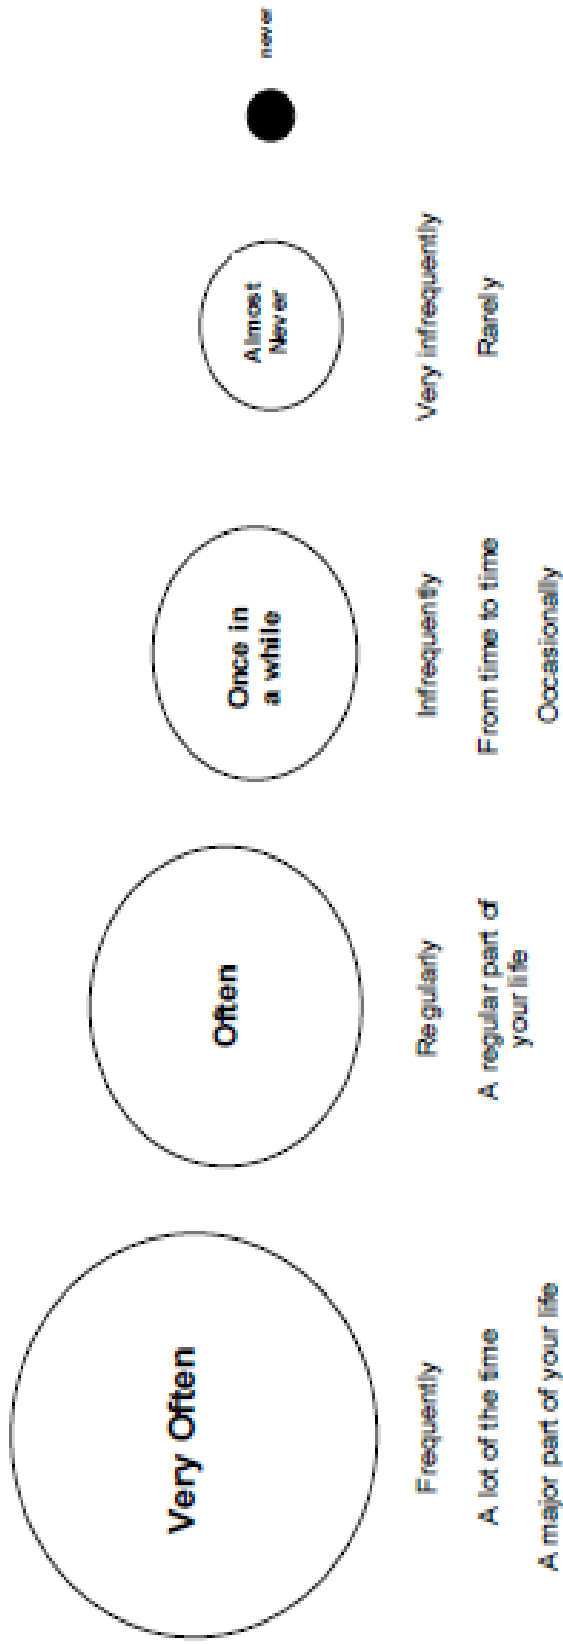 Very Often
Frequently
A lot of the time
A major part of your life
Often
Regularly
A regular part of
your life
Once in
a while
Infrequently
From time to time
Occasionally
Almost
Never
Very infrequently
Rarely
never